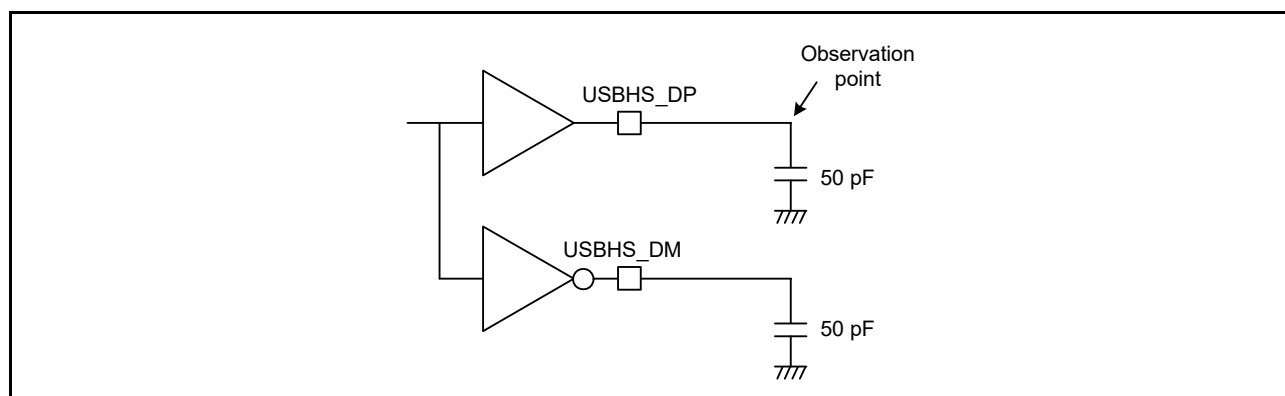 Observation
point
USBHS_DP
50 pF
USBHS_DM
50 pF